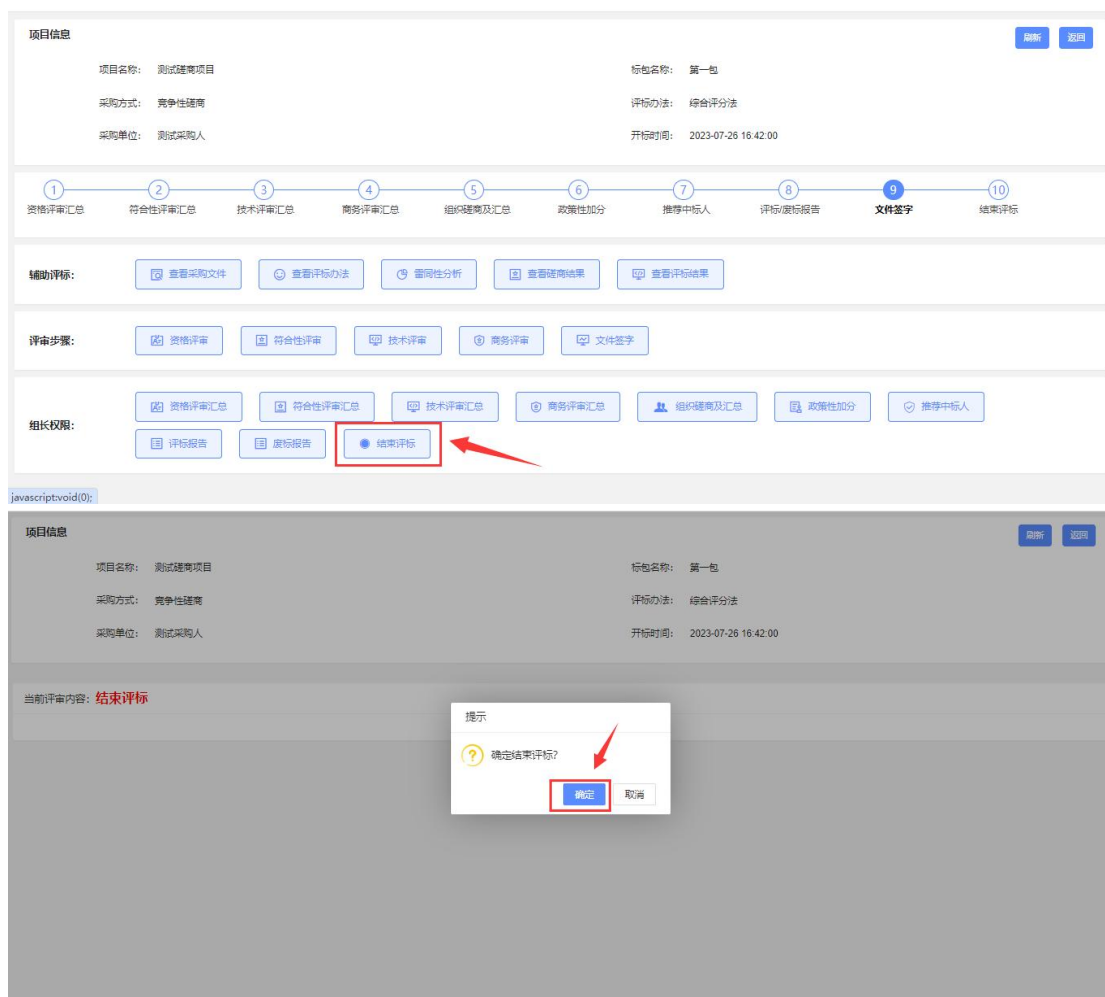 项目信息 刷新 返回
项目名称: 测试磋商项目 标包名称: 第一包
采购方式: 竞争性磋商 评标办法: 综合评分法
采购单位: 测试采购人 开标时间: 2023-07-26 16:42:00
1 2 3 4 5 6 7 8 9 10
资格评审汇总 符合性评审汇总 技术评审汇总 商务评审汇总 组织磋商及汇总 政策性加分 推荐中标人 评标/废标报告 文件签字 结束评标
辅助评标: 查看采购文件 查看评标办法 雷同性分析 查看磋商结果 查看评标结果
评审步骤: 资格评审 符合性评审 技术评审 商务评审 文件签字
资格评审汇总 符合性评审汇总 技术评审汇总 商务评审汇总 组织磋商及汇总 政策性加分 推荐中标人
组长权限:
评标报告 废标报告 结束评标
javascript:void(0);
项目信息 刷新 返回
项目名称: 测试磋商项目 标包名称: 第一包
采购方式: 竞争性磋商 评标办法: 综合评分法
采购单位: 测试采购人 开标时间: 2023-07-26 16:42:00
当前评审内容: 结束评标
提示
确定结束评标?
确定 取消